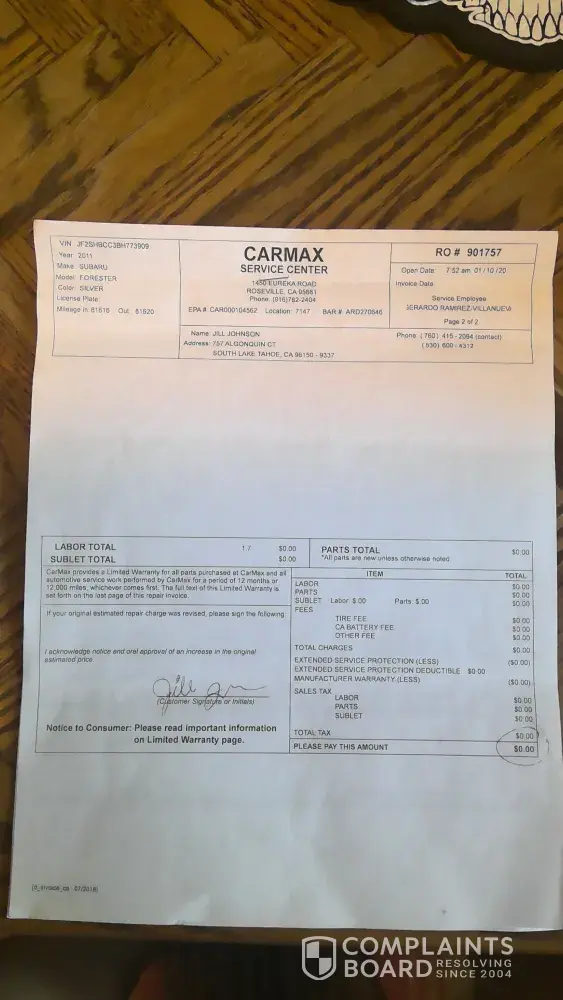 VIN JF2SHBCC3BH773909
Year 2011
Make SUBARU
Model FORESTER
Color SILVER
License Plate
Mileage In 81618 Out 81620
CARMAX
SERVICE CENTER
1450 EUREKA ROAD
ROSEVILLE, CA 95661
Phone: (916)782-2404
EPA # CAR000104562 Location: 7147 BAR # ARD270646
RO # 901757
Open Date 7:52 am 01/10/20
Invoice Date
Service Employee
GERARDO RAMIREZ-VILLANUEV
Page 2 of 2
Name: JILL JOHNSON
Address: 757 ALGONQUIN CT
SOUTH LAKE TAHOE, CA 96150 - 9337
Phone (760) 415 - 2094 (contact)
(530) 600 - 4312
LABOR TOTAL 1.7 $0.00
SUBLET TOTAL $0.00
PARTS TOTAL $0.00
*All parts are new unless otherwise noted
CarMax provides a Limited Warranty for all parts purchased at CarMax and all
automotive service work performed by CarMax for a period of 12 months or
12,000 miles, whichever comes first. The full text of this Limited Warranty is
set forth on the last page of this repair invoice.
If your original estimated repair charge was revised, please sign the following
I acknowledge notice and oral approval of an increase in the original
estimated price
(Customer Signature or Initials)
Notice to Consumer: Please read important information
on Limited Warranty page.
ITEM TOTAL
LABOR $0.00
PARTS $0.00
SUBLET Labor $.00 Parts $.00 $0.00
FEES
TIRE FEE $0.00
CA BATTERY FEE $0.00
OTHER FEE $0.00
TOTAL CHARGES $0.00
EXTENDED SERVICE PROTECTION (LESS) ($0.00)
EXTENDED SERVICE PROTECTION DEDUCTIBLE $0.00
MANUFACTURER WARRANTY (LESS) ($0.00)
SALES TAX
LABOR $0.00
PARTS $0.00
SUBLET $0.00
TOTAL TAX $0.00
PLEASE PAY THIS AMOUNT $0.00
COMPLAINTS
BOARD RESOLVING
SINCE 2004